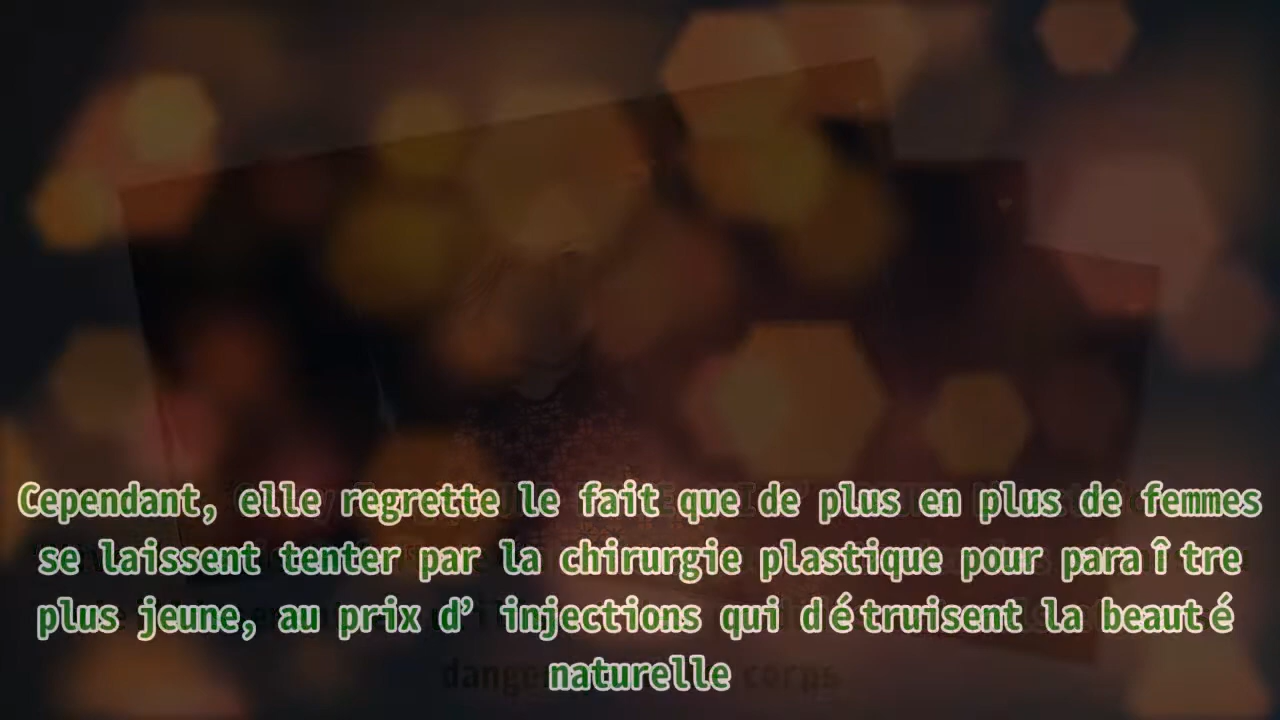 Cependant, elle regrette le fait que de plus en plus de femmes
se laissent tenter par la chirurgie plastique pour paraître
plus jeune, au prix d’ injections qui détruisent la beauté
naturelle
corps